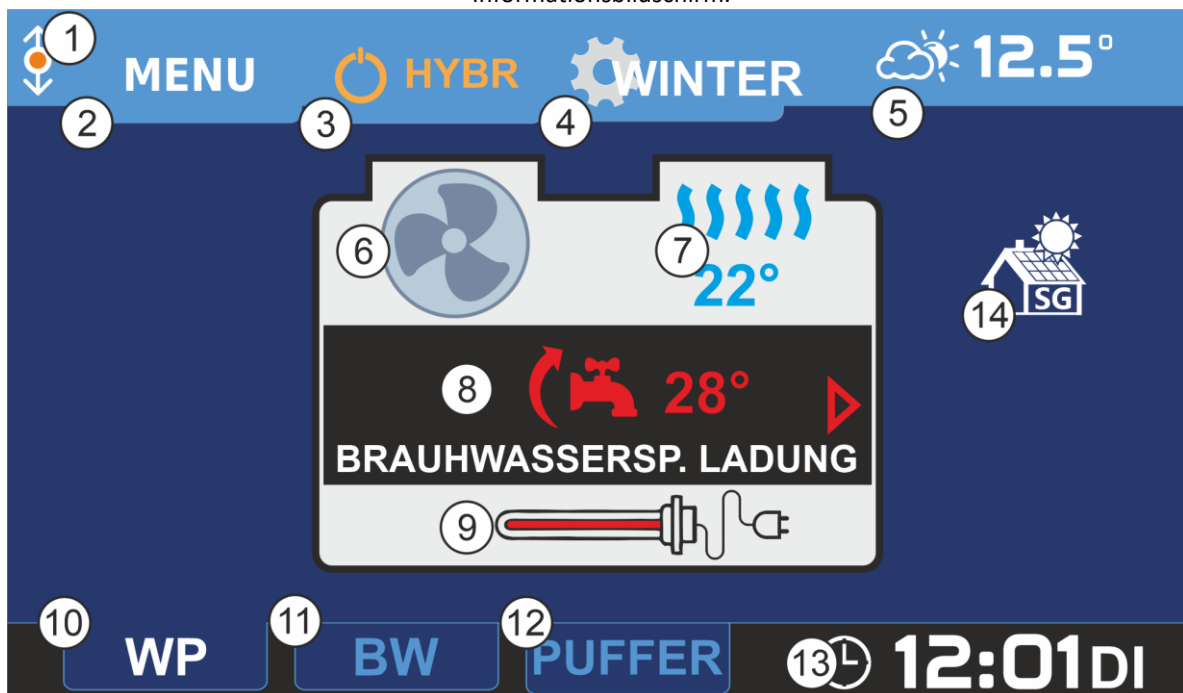 Informationsbildschirm.
1
MENU HYBR WINTER 12.5°
2 3 4 5
6 7
22°
SG
14
8 28°
BRAUHWASSERSP. LADUNG
9
10 11 12
WP BW PUFFER 13 12:01DI